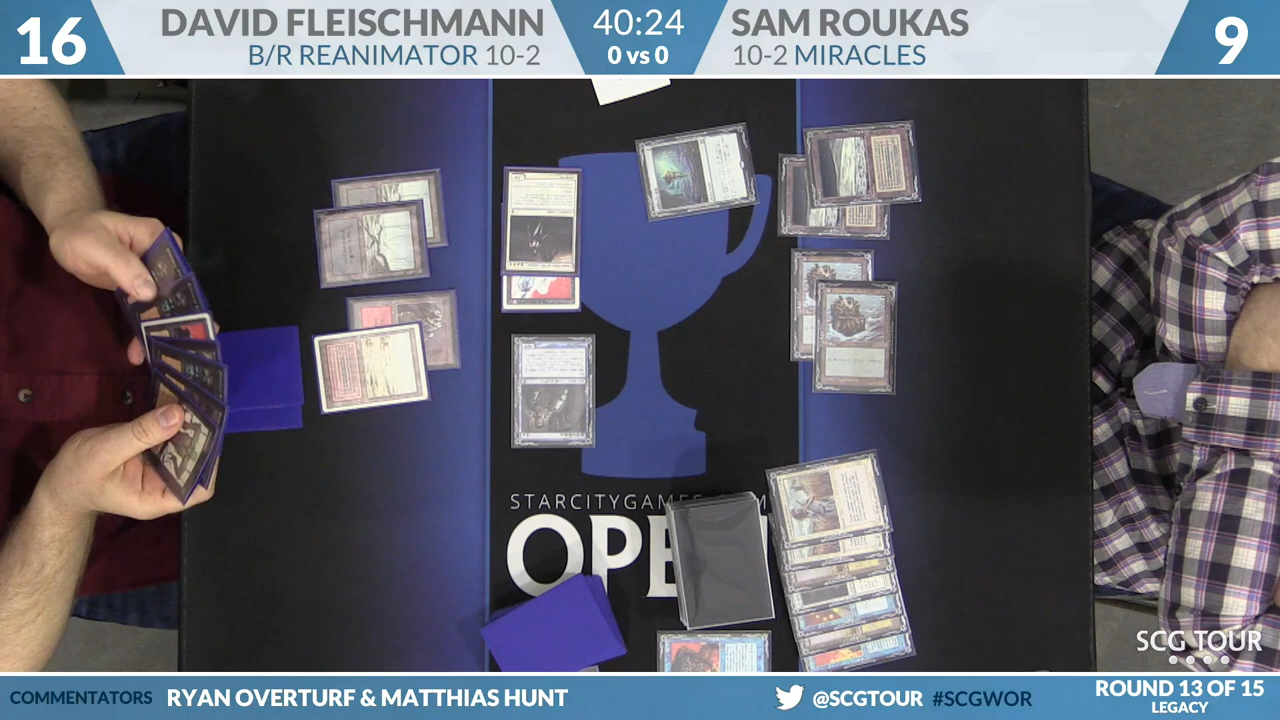 16
DAVID FLEISCHMANN
B/R REANIMATOR 10-2
40:24
0 vs 0
SAM ROUKAS
10-2 MIRACLES
9
STARCITYGAMES
OPE
SCG TOUR
COMMENTATORS RYAN OVERTURF & MATTHIAS HUNT
@SCGTOUR #SCGWOR
ROUND 13 OF 15
LEGACY